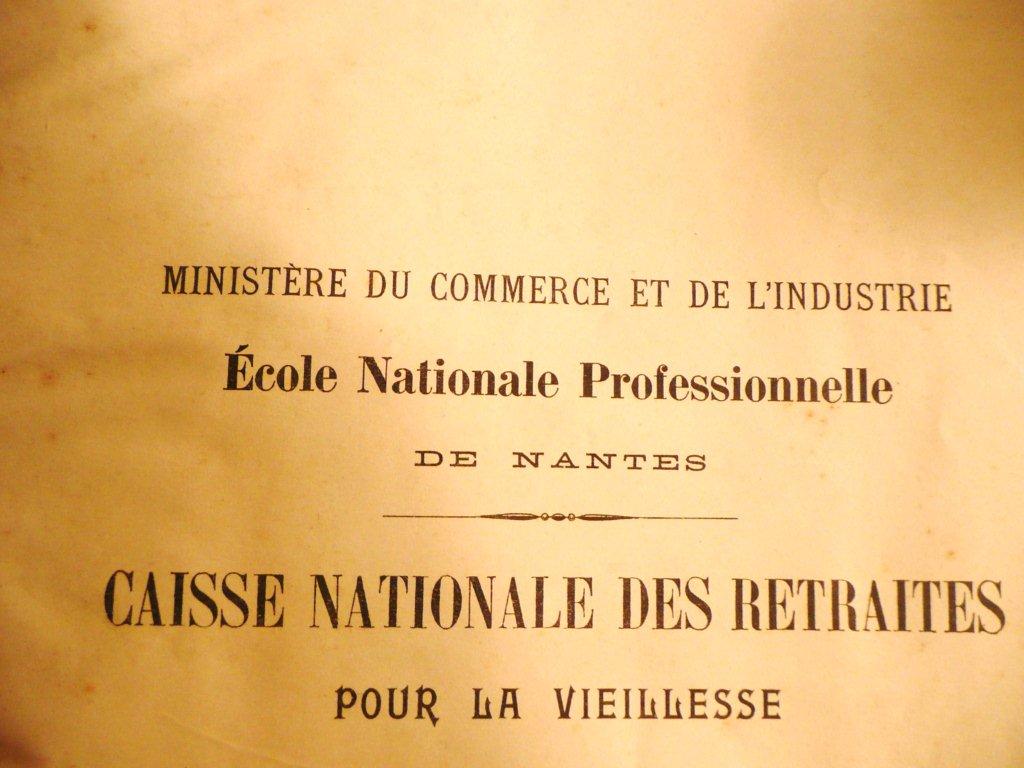 MINISTÈRE DU COMMERCE ET DE L'INDUSTRIE
École Nationale Professionnelle
DE NANTES
CAISSE NATIONALE DES RETRAITES
POUR LA VIEILLESSE